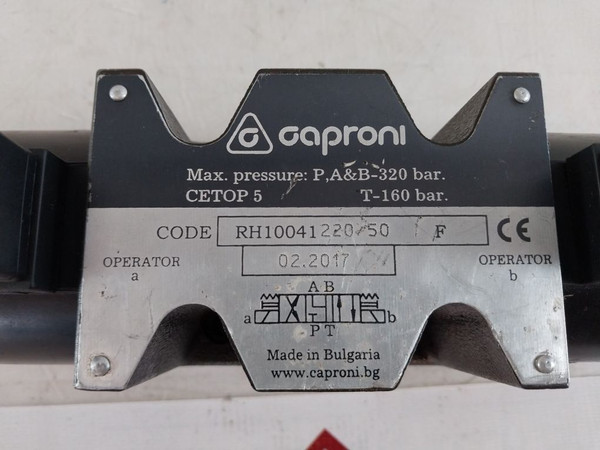 caproni
Max. pressure: P,A&B-320 bar.
CETOP 5 T-160 bar.
CODE RH10041220/50 F CE
OPERATOR a 02.2017 OPERATOR b
A B
a b
P T
Made in Bulgaria
www.caproni.bg